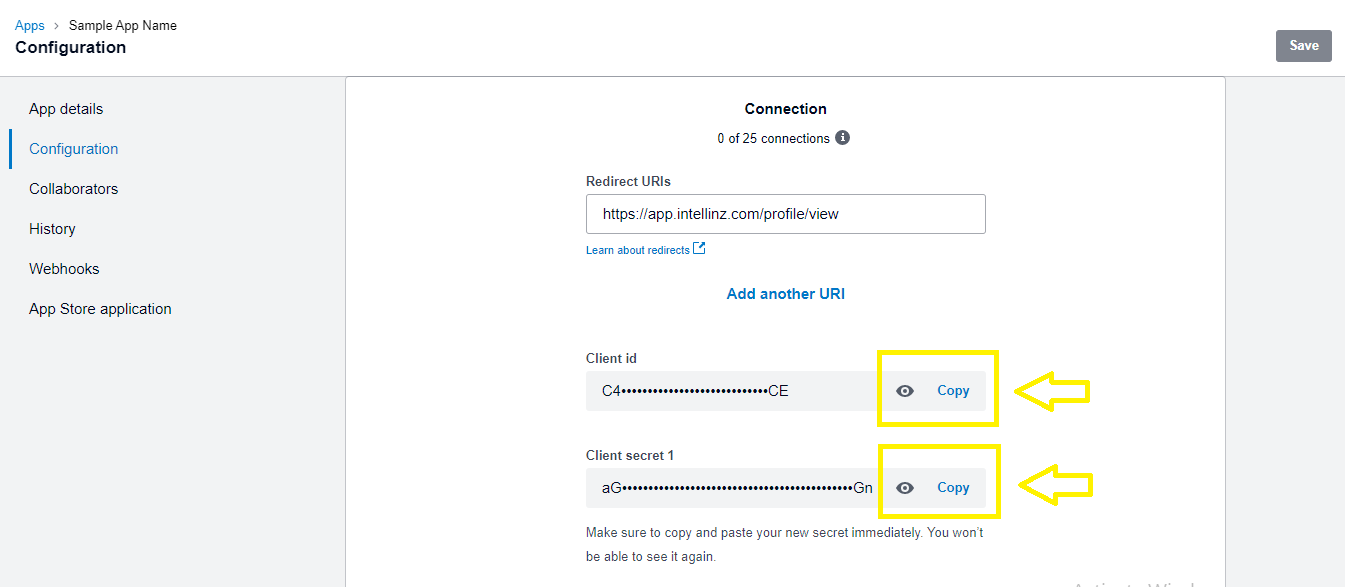 Apps > Sample App Name
Configuration
Save
App details
Configuration
Collaborators
History
Webhooks
App Store application
Connection
0 of 25 connections
Redirect URIs
https://app.intellinz.com/profile/view
Learn about redirects
Add another URI
Client id
C4••••••••••••••••••••••••••••CE
Copy
Client secret 1
aG••••••••••••••••••••••••••••••••••••••••••••Gn
Copy
Make sure to copy and paste your new secret immediately. You won't
be able to see it again.